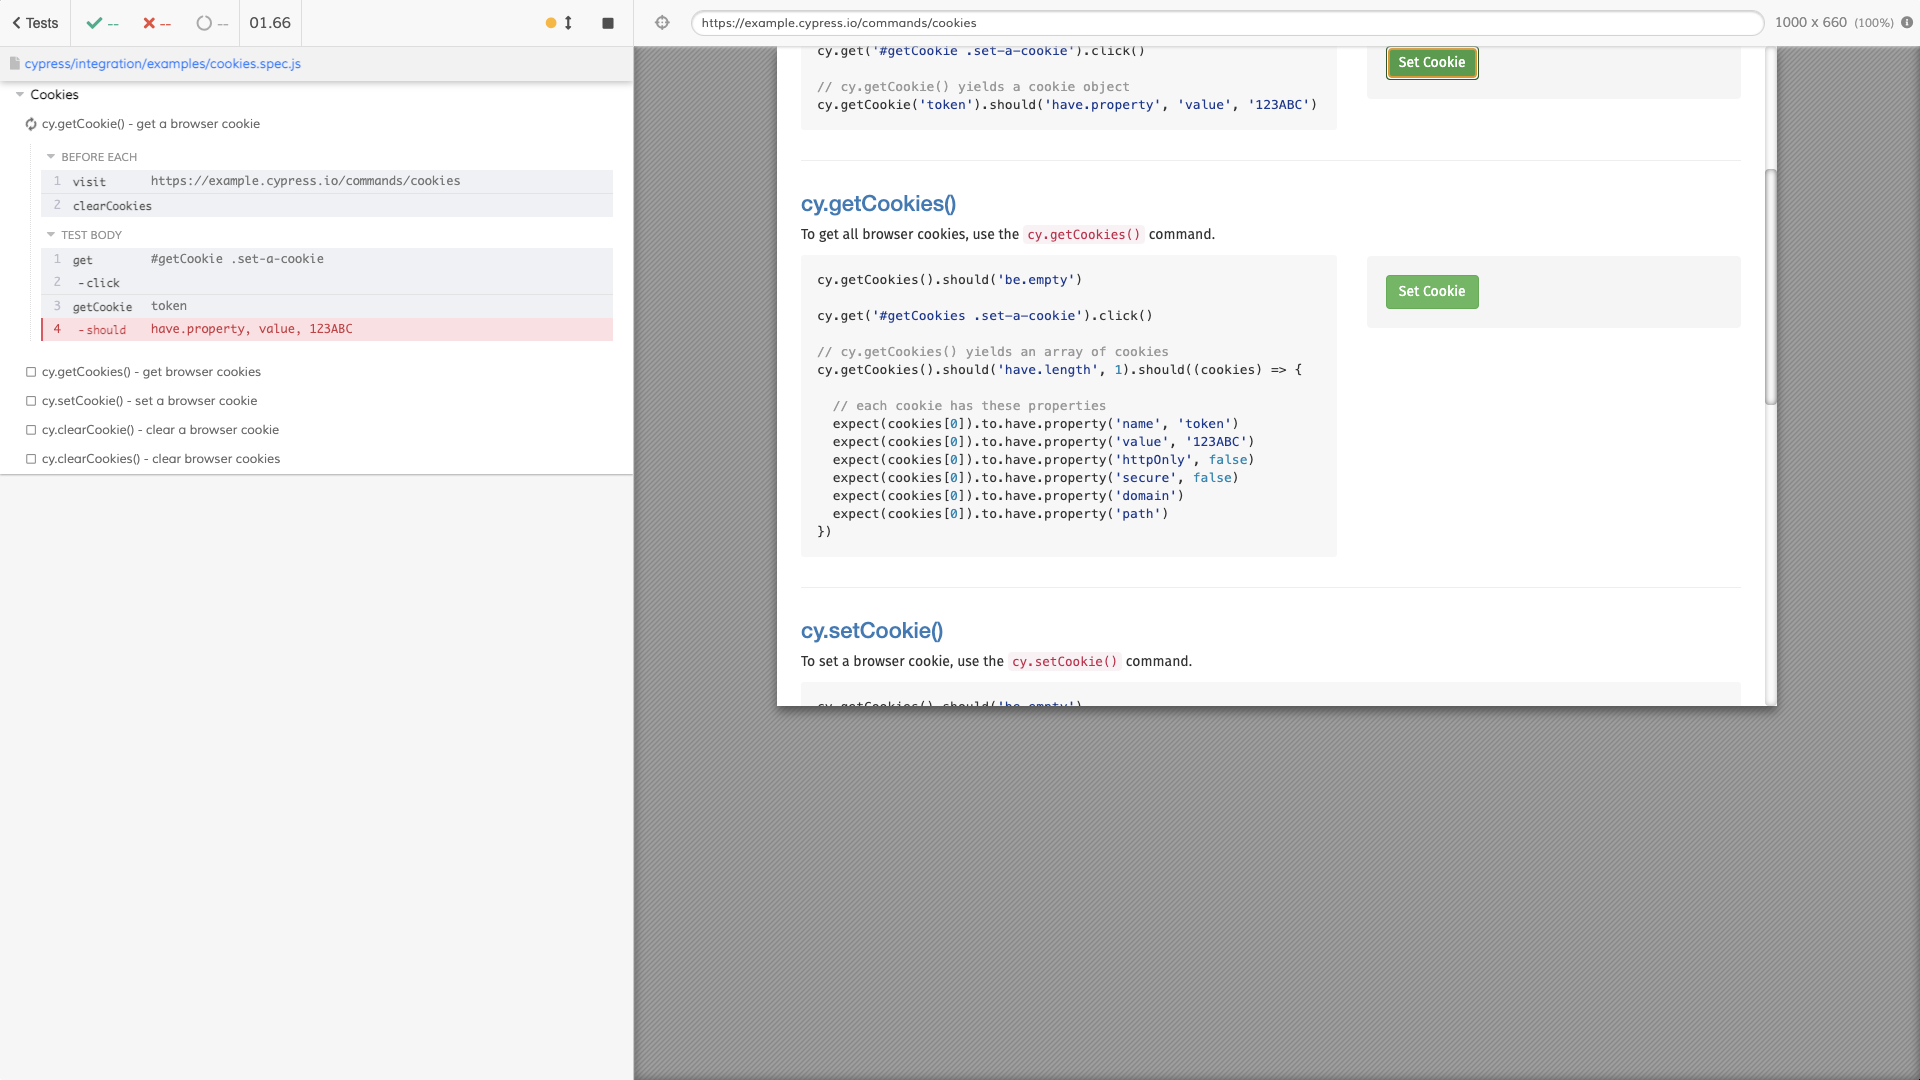 Tests
--
--
--
01.66
https://example.cypress.io/commands/cookies
1000 x 660 (100%)
cypress/integration/examples/cookies.spec.js
Cookies
cy.getCookie() - get a browser cookie
BEFORE EACH
1 visit https://example.cypress.io/commands/cookies
2 clearCookies
TEST BODY
1 get #getCookie .set-a-cookie
2 - click
3 getCookie token
4 - should have.property, value, 123ABC
cy.getCookies() - get browser cookies
cy.setCookie() - set a browser cookie
cy.clearCookie() - clear a browser cookie
cy.clearCookies() - clear browser cookies
cy.get('#getCookie .set-a-cookie').click()
// cy.getCookie() yields a cookie object
cy.getCookie('token').should('have.property', 'value', '123ABC')
Set Cookie
cy.getCookies()
To get all browser cookies, use the cy.getCookies() command.
cy.getCookies().should('be.empty')
cy.get('#getCookies .set-a-cookie').click()
// cy.getCookies() yields an array of cookies
cy.getCookies().should('have.length', 1).should((cookies) => {
// each cookie has these properties
expect(cookies[0]).to.have.property('name', 'token')
expect(cookies[0]).to.have.property('value', '123ABC')
expect(cookies[0]).to.have.property('httpOnly', false)
expect(cookies[0]).to.have.property('secure', false)
expect(cookies[0]).to.have.property('domain')
expect(cookies[0]).to.have.property('path')
})
Set Cookie
cy.setCookie()
To set a browser cookie, use the cy.setCookie() command.
cy.getCookies().should('be.empty')